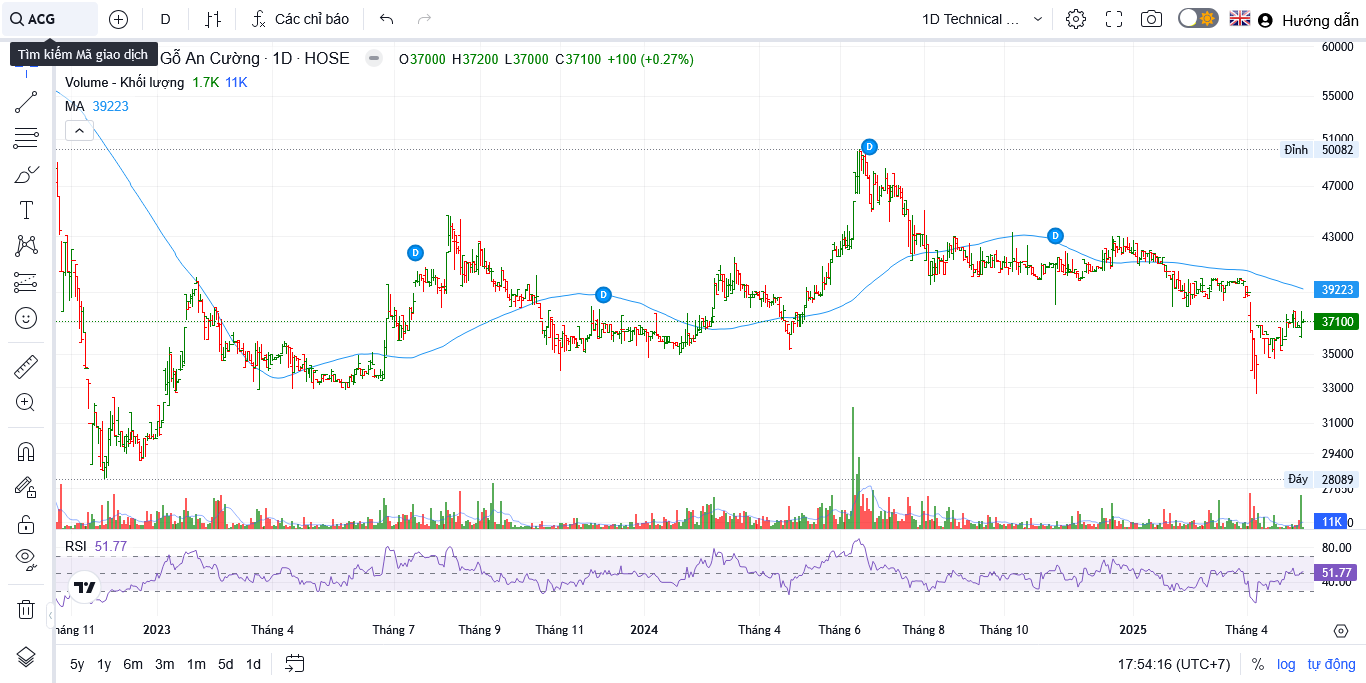 ACG
D
Các chỉ báo
1D Technical ...
Hướng dẫn
Tìm kiếm Mã giao dịch
Gỗ An Cường · 1D · HOSE
O37000 H37200 L37000 C37100 +100 (+0.27%)
Volume - Khối lượng 1.7K 11K
MA 39223
60000
55000
51000
Đỉnh 50082
47000
43000
39223
37100
35000
33000
31000
29400
Đáy 28089
27850
11K 0
D
D
D
D
RSI 51.77
80.00
51.77
40.00
háng 11 2023 Tháng 4 Tháng 7 Tháng 9 Tháng 11 2024 Tháng 4 Tháng 6 Tháng 8 Tháng 10 2025 Tháng 4
5y 1y 6m 3m 1m 5d 1d
17:54:16 (UTC+7) % log tự động